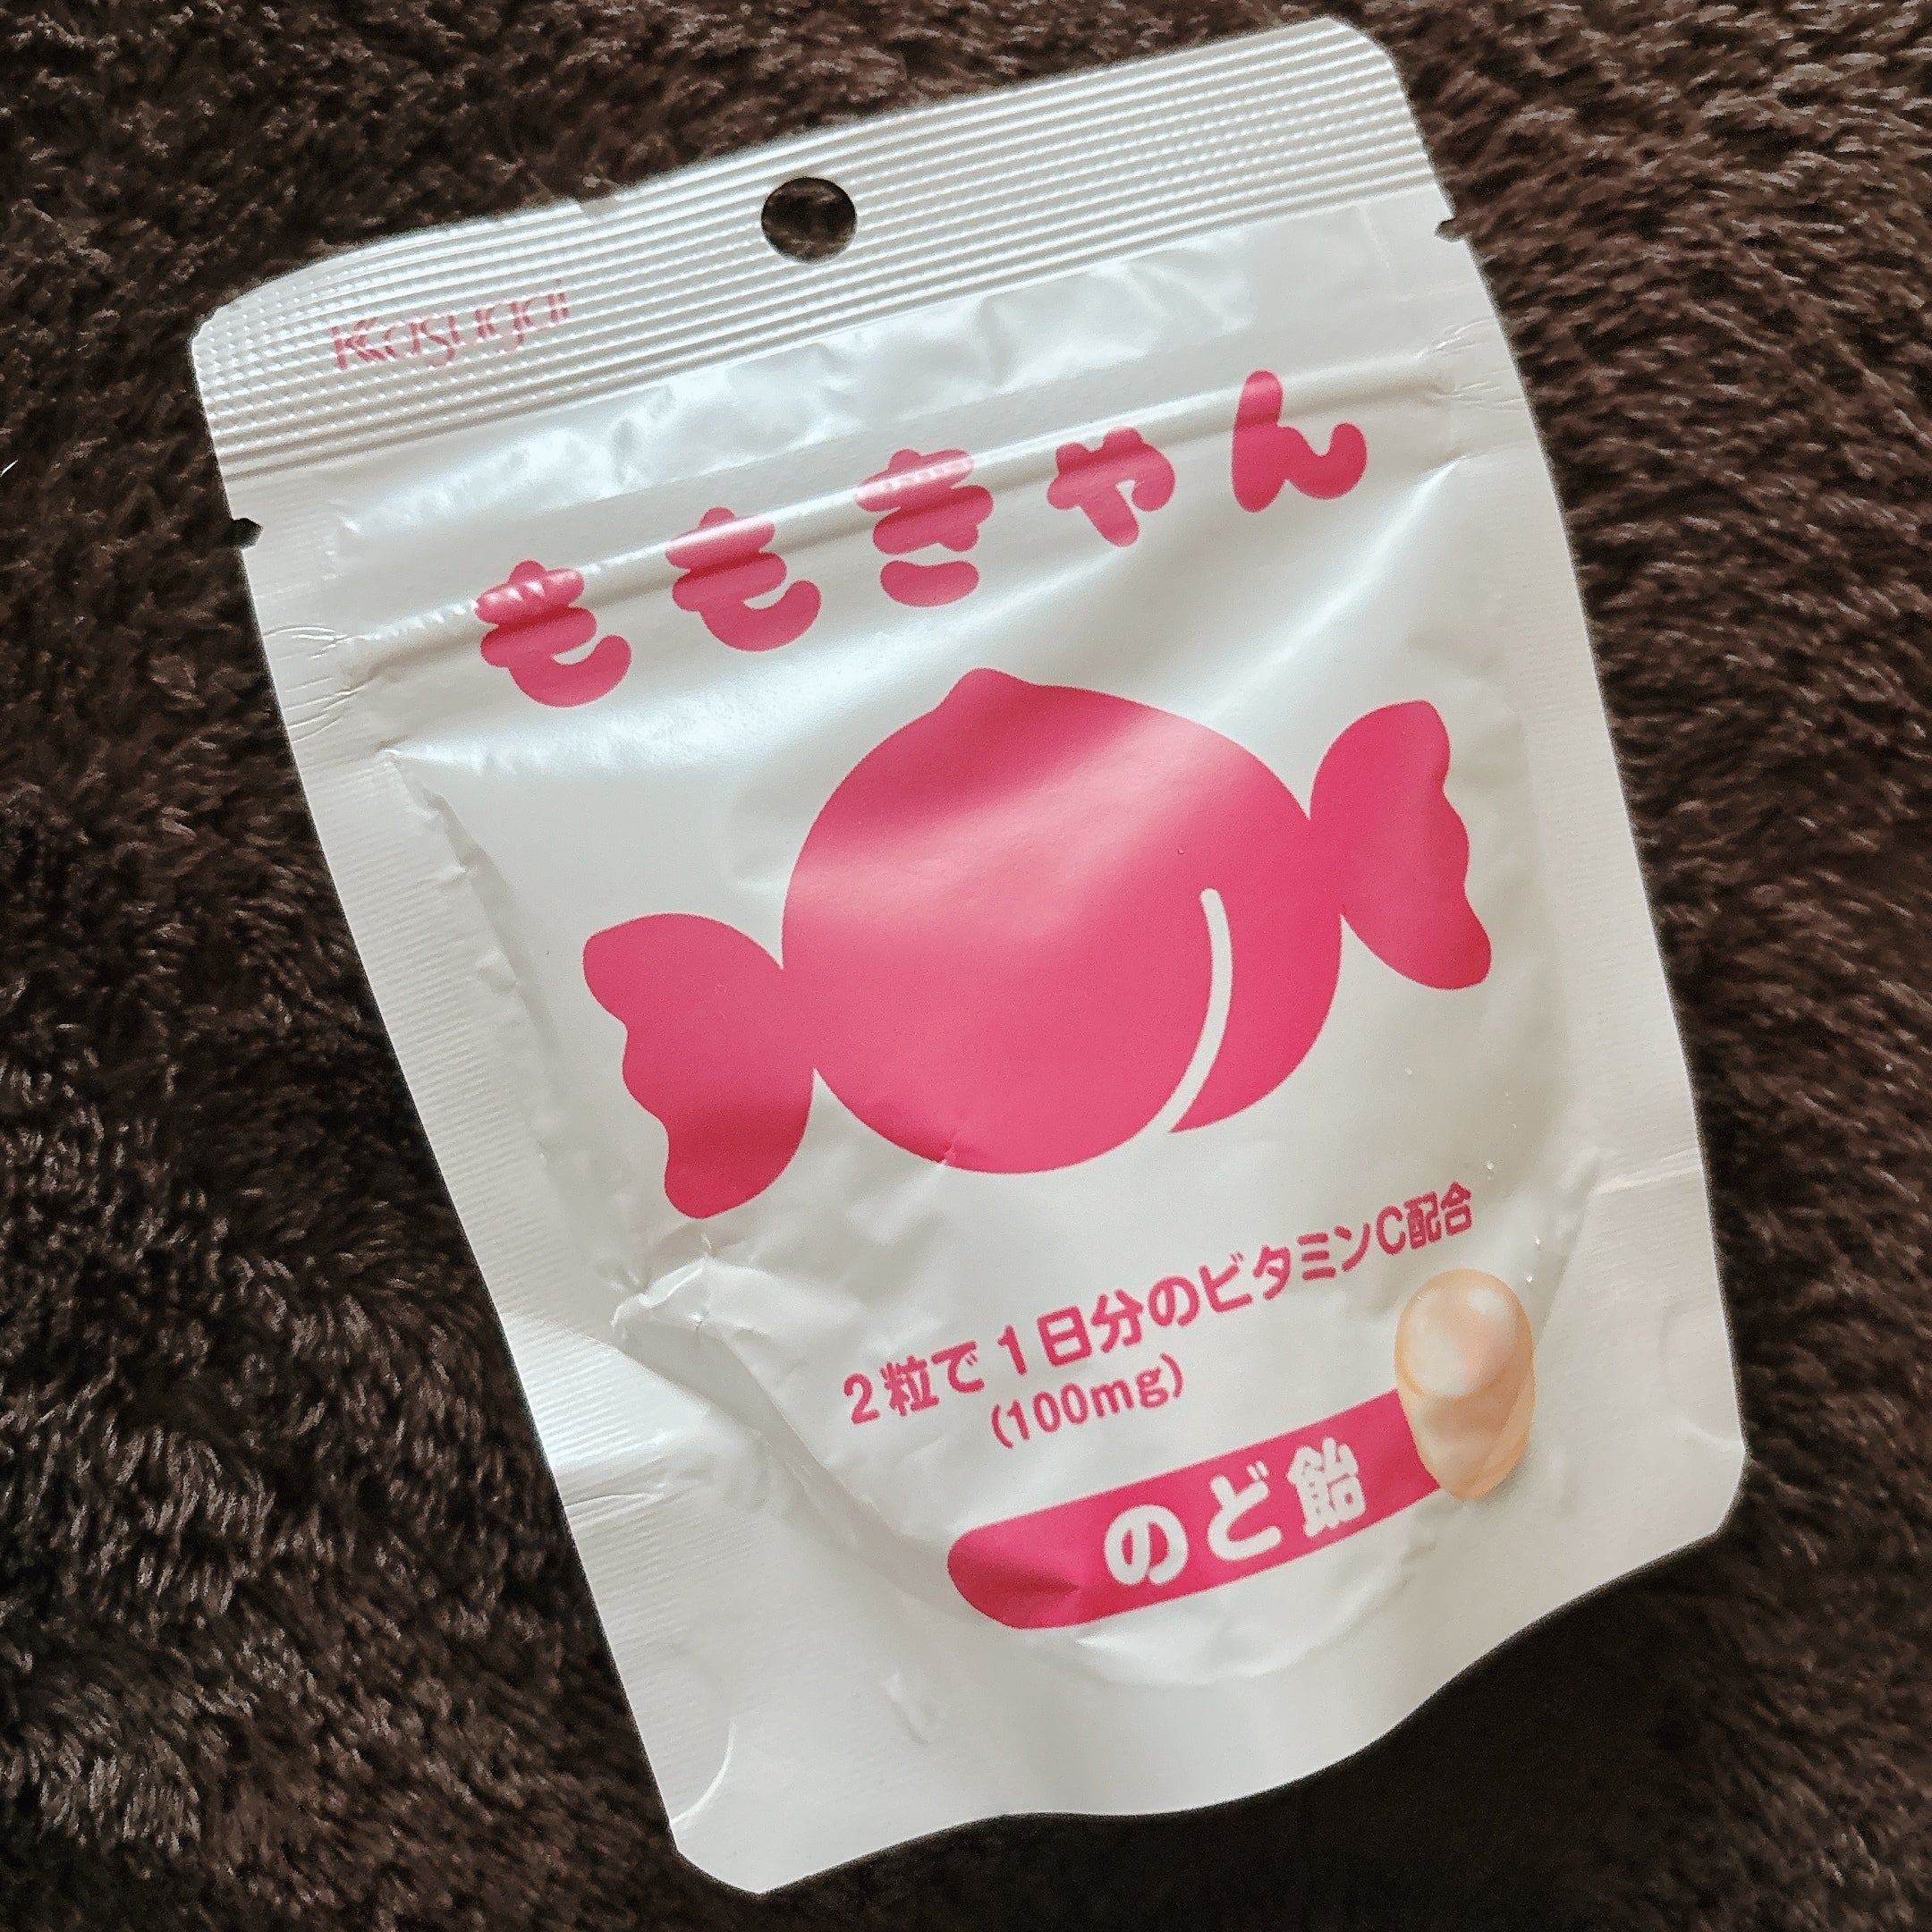 Kasugai
ももきゃん
2粒で1日分のビタミンC配合
(100mg)
のど飴